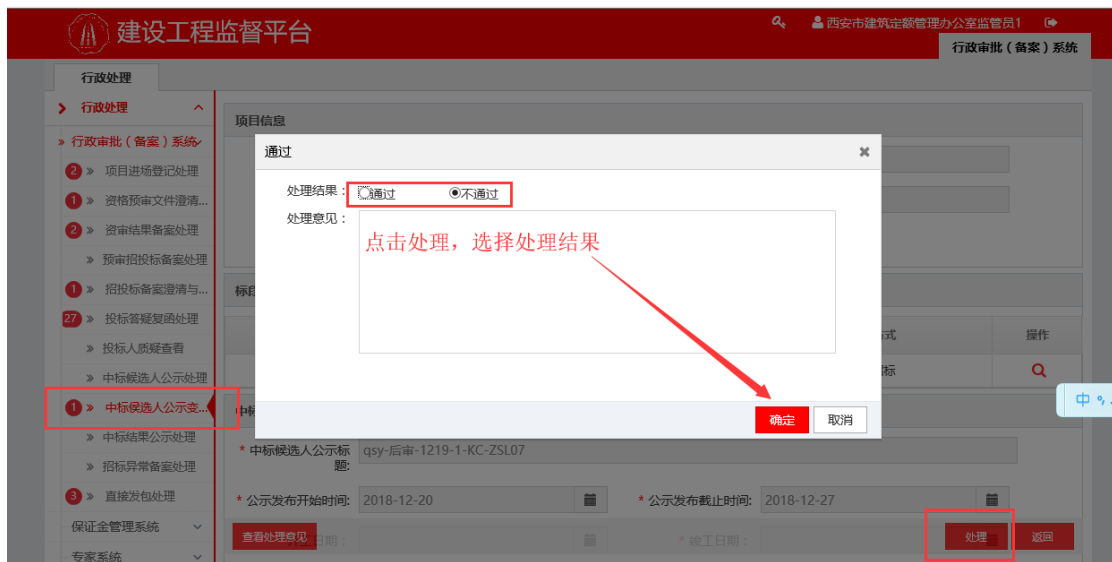 建设工程监督平台
西安市建筑定额管理办公室监管员1
行政审批（备案）系统
行政处理
行政处理
» 行政审批（备案）系统
2 » 项目进场登记处理
1 » 资格预审文件澄清...
2 » 资审结果备案处理
» 预审招投标备案处理
1 » 招投标备案澄清与...
27 » 投标答疑复函处理
» 投标人质疑查看
» 中标候选人公示处理
1 » 中标侯选人公示变...
» 中标结果公示处理
» 招标异常备案处理
3 » 直接发包处理
保证金管理系统
专家系统
项目信息
通过
处理结果：
通过
不通过
处理意见：
点击处理，选择处理结果
确定
取消
标段
操作
中标
* 中标候选人公示标题:
qsy-后审-1219-1-KC-ZSL07
* 公示发布开始时间:
2018-12-20
* 公示发布截止时间:
2018-12-27
查看处理意见
日期：
* 竣工日期：
处理
返回
中